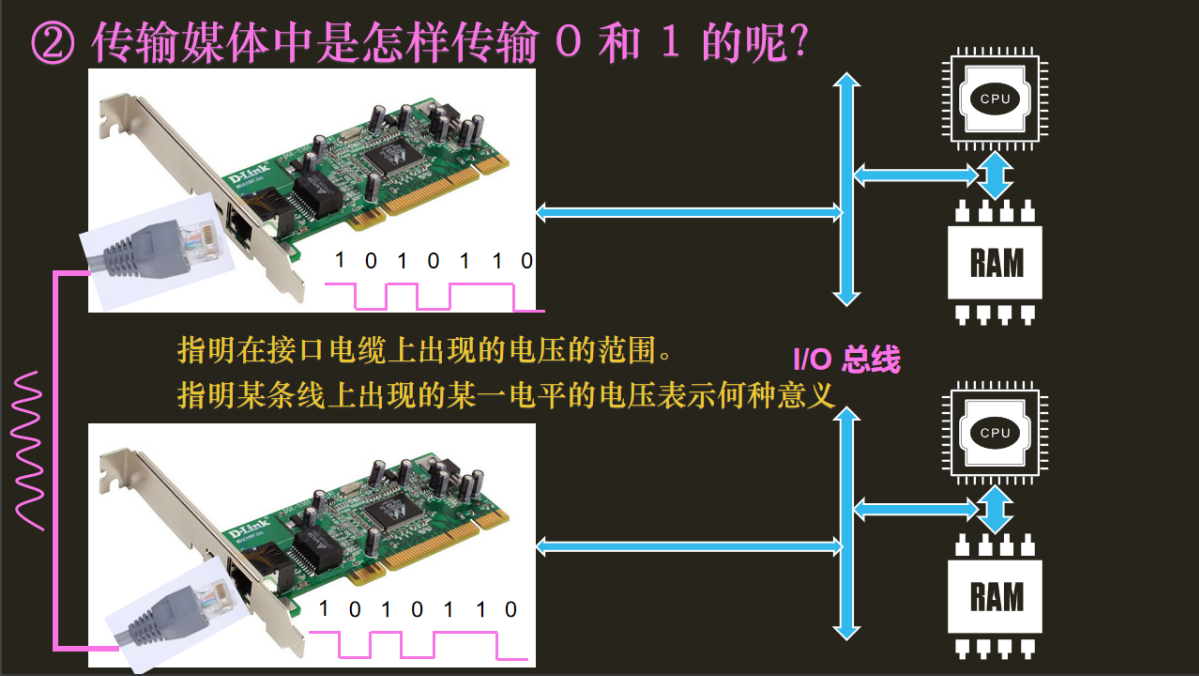 ② 传输媒体中是怎样传输 0 和 1 的呢?
CPU
D-Link
RAM
1 0 1 0 1 1 0
指明在接口电缆上出现的电压的范围。
I/O 总线
指明某条线上出现的某一电平的电压表示何种意义
CPU
D-Link
RAM
1 0 1 0 1 1 0